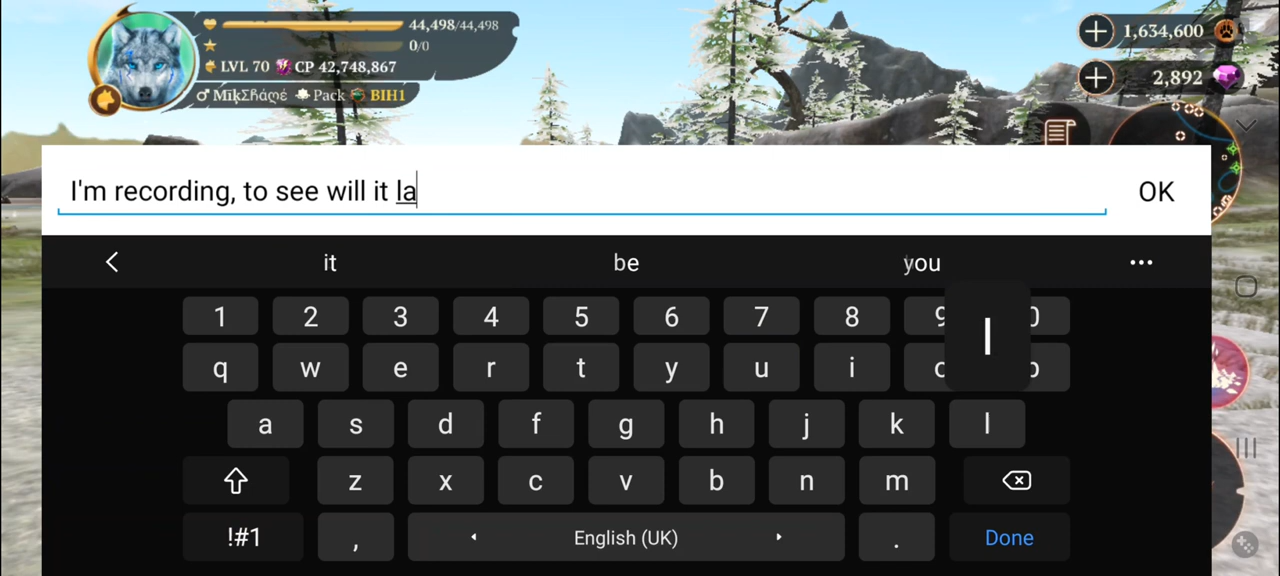 44,498/44,498
0/0
LVL 70 CP 42,748,867
Pack BIH1
1,634,600
2,892
I'm recording, to see will it la
OK
it be you
1 2 3 4 5 6 7 8 9 0
l
q w e r t y u i o p
a s d f g h j k l
z x c v b n m
!#1 , English (UK) . Done